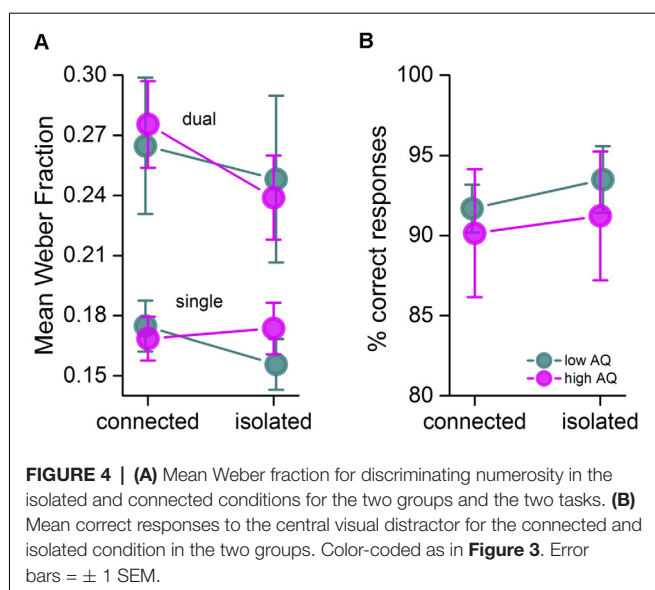 A
B
0.30
0.27
0.24
0.21
0.18
0.15
Mean Weber Fraction
dual
single
connected
isolated
100
95
90
85
80
% correct responses
low AQ
high AQ
connected
isolated
FIGURE 4 | (A) Mean Weber fraction for discriminating numerosity in the
isolated and connected conditions for the two groups and the two tasks. (B)
Mean correct responses to the central visual distractor for the connected and
isolated condition in the two groups. Color-coded as in Figure 3. Error
bars = ± 1 SEM.